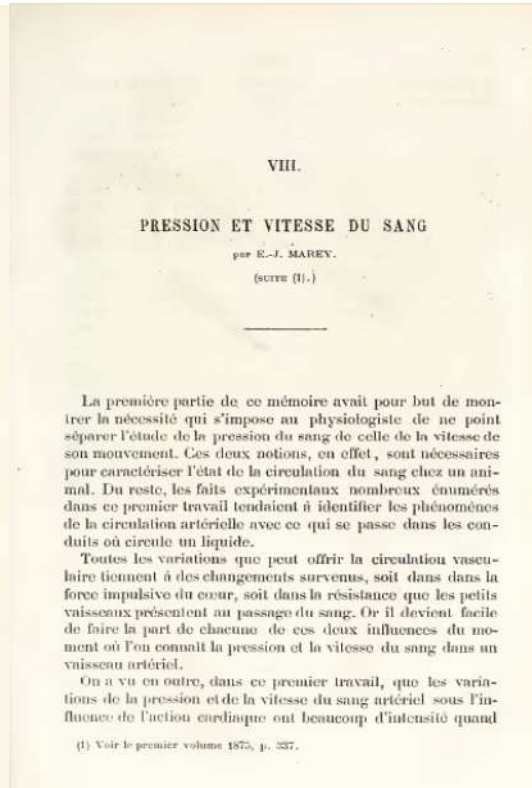 VIII.
PRESSION ET VITESSE DU SANG
par E.-J. MAREY.
(SUITE (1).)
La première partie de ce mémoire avait pour but de mon-
trer la nécessité qui s'impose au physiologiste de ne point
séparer l'étude de la pression du sang de celle de la vitesse de
son mouvement. Ces deux notions, en effet, sont nécessaires
pour caractériser l'état de la circulation du sang chez un ani-
mal. Du reste, les faits expérimentaux nombreux énumérés
dans ce premier travail tendaient à identifier les phénomènes
de la circulation artérielle avec ce qui se passe dans les con-
duits où circule un liquide.
Toutes les variations que peut offrir la circulation vascu-
laire tiennent à des changements survenus, soit dans dans la
force impulsive du cœur, soit dans la résistance que les petits
vaisseaux présentent au passage du sang. Or il devient facile
de faire la part de chacune de ces deux influences du mo-
ment où l'on connaît la pression et la vitesse du sang dans un
vaisseau artériel.
On a vu en outre, dans ce premier travail, que les varia-
tions de la pression et de la vitesse du sang artériel sous l'in-
fluence de l'action cardiaque ont beaucoup d'intensité quand
(1) Voir le premier volume 1875, p. 337.